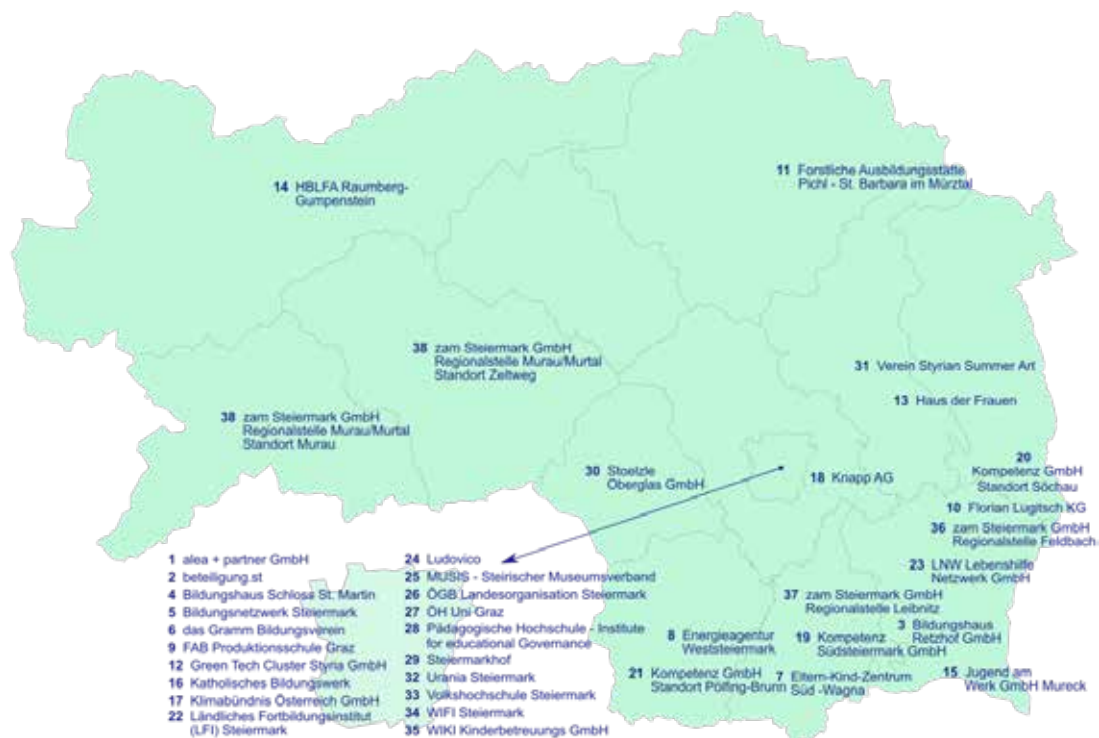 11 Forstliche Ausbildungsstätte
Pichl - St. Barbara im Mürztal
14 HBLFA Raumberg-
Gumpenstein
38 zam Steiermark GmbH
Regionalstelle Murau/Murtal
Standort Zeltweg
31 Verein Styrian Summer Art
13 Haus der Frauen
38 zam Steiermark GmbH
Regionalstelle Murau/Murtal
Standort Murau
30 Stoelzle
Oberglas GmbH
18 Knapp AG
20
Kompetenz GmbH
Standort Söchau
10 Florian Lugitsch KG
36 zam Steiermark GmbH
Regionalstelle Feldbach
23 LNW Lebenshilfe
Netzwerk GmbH
37 zam Steiermark GmbH
Regionalstelle Leibnitz
3 Bildungshaus
Retzhof GmbH
8 Energieagentur
Weststeiermark
19 Kompetenz
Südsteiermark GmbH
21 Kompetenz GmbH
Standort Pölfing-Brunn
7 Eltern-Kind-Zentrum
Süd -Wagna
15 Jugend am
Werk GmbH Mureck
1 alea + partner GmbH
2 beteiligung.st
4 Bildungshaus Schloss St. Martin
5 Bildungsnetzwerk Steiermark
6 das Gramm Bildungsverein
9 FAB Produktionsschule Graz
12 Green Tech Cluster Styria GmbH
16 Katholisches Bildungswerk
17 Klimabündnis Österreich GmbH
22 Ländliches Fortbildungsinstitut
(LFI) Steiermark
24 Ludovico
25 MUSIS - Steirischer Museumsverband
26 ÖGB Landesorganisation Steiermark
27 ÖH Uni Graz
28 Pädagogische Hochschule - Institute
for educational Governance
29 Steiermarkhof
32 Urania Steiermark
33 Volkshochschule Steiermark
34 WIFI Steiermark
35 WIKI Kinderbetreuungs GmbH